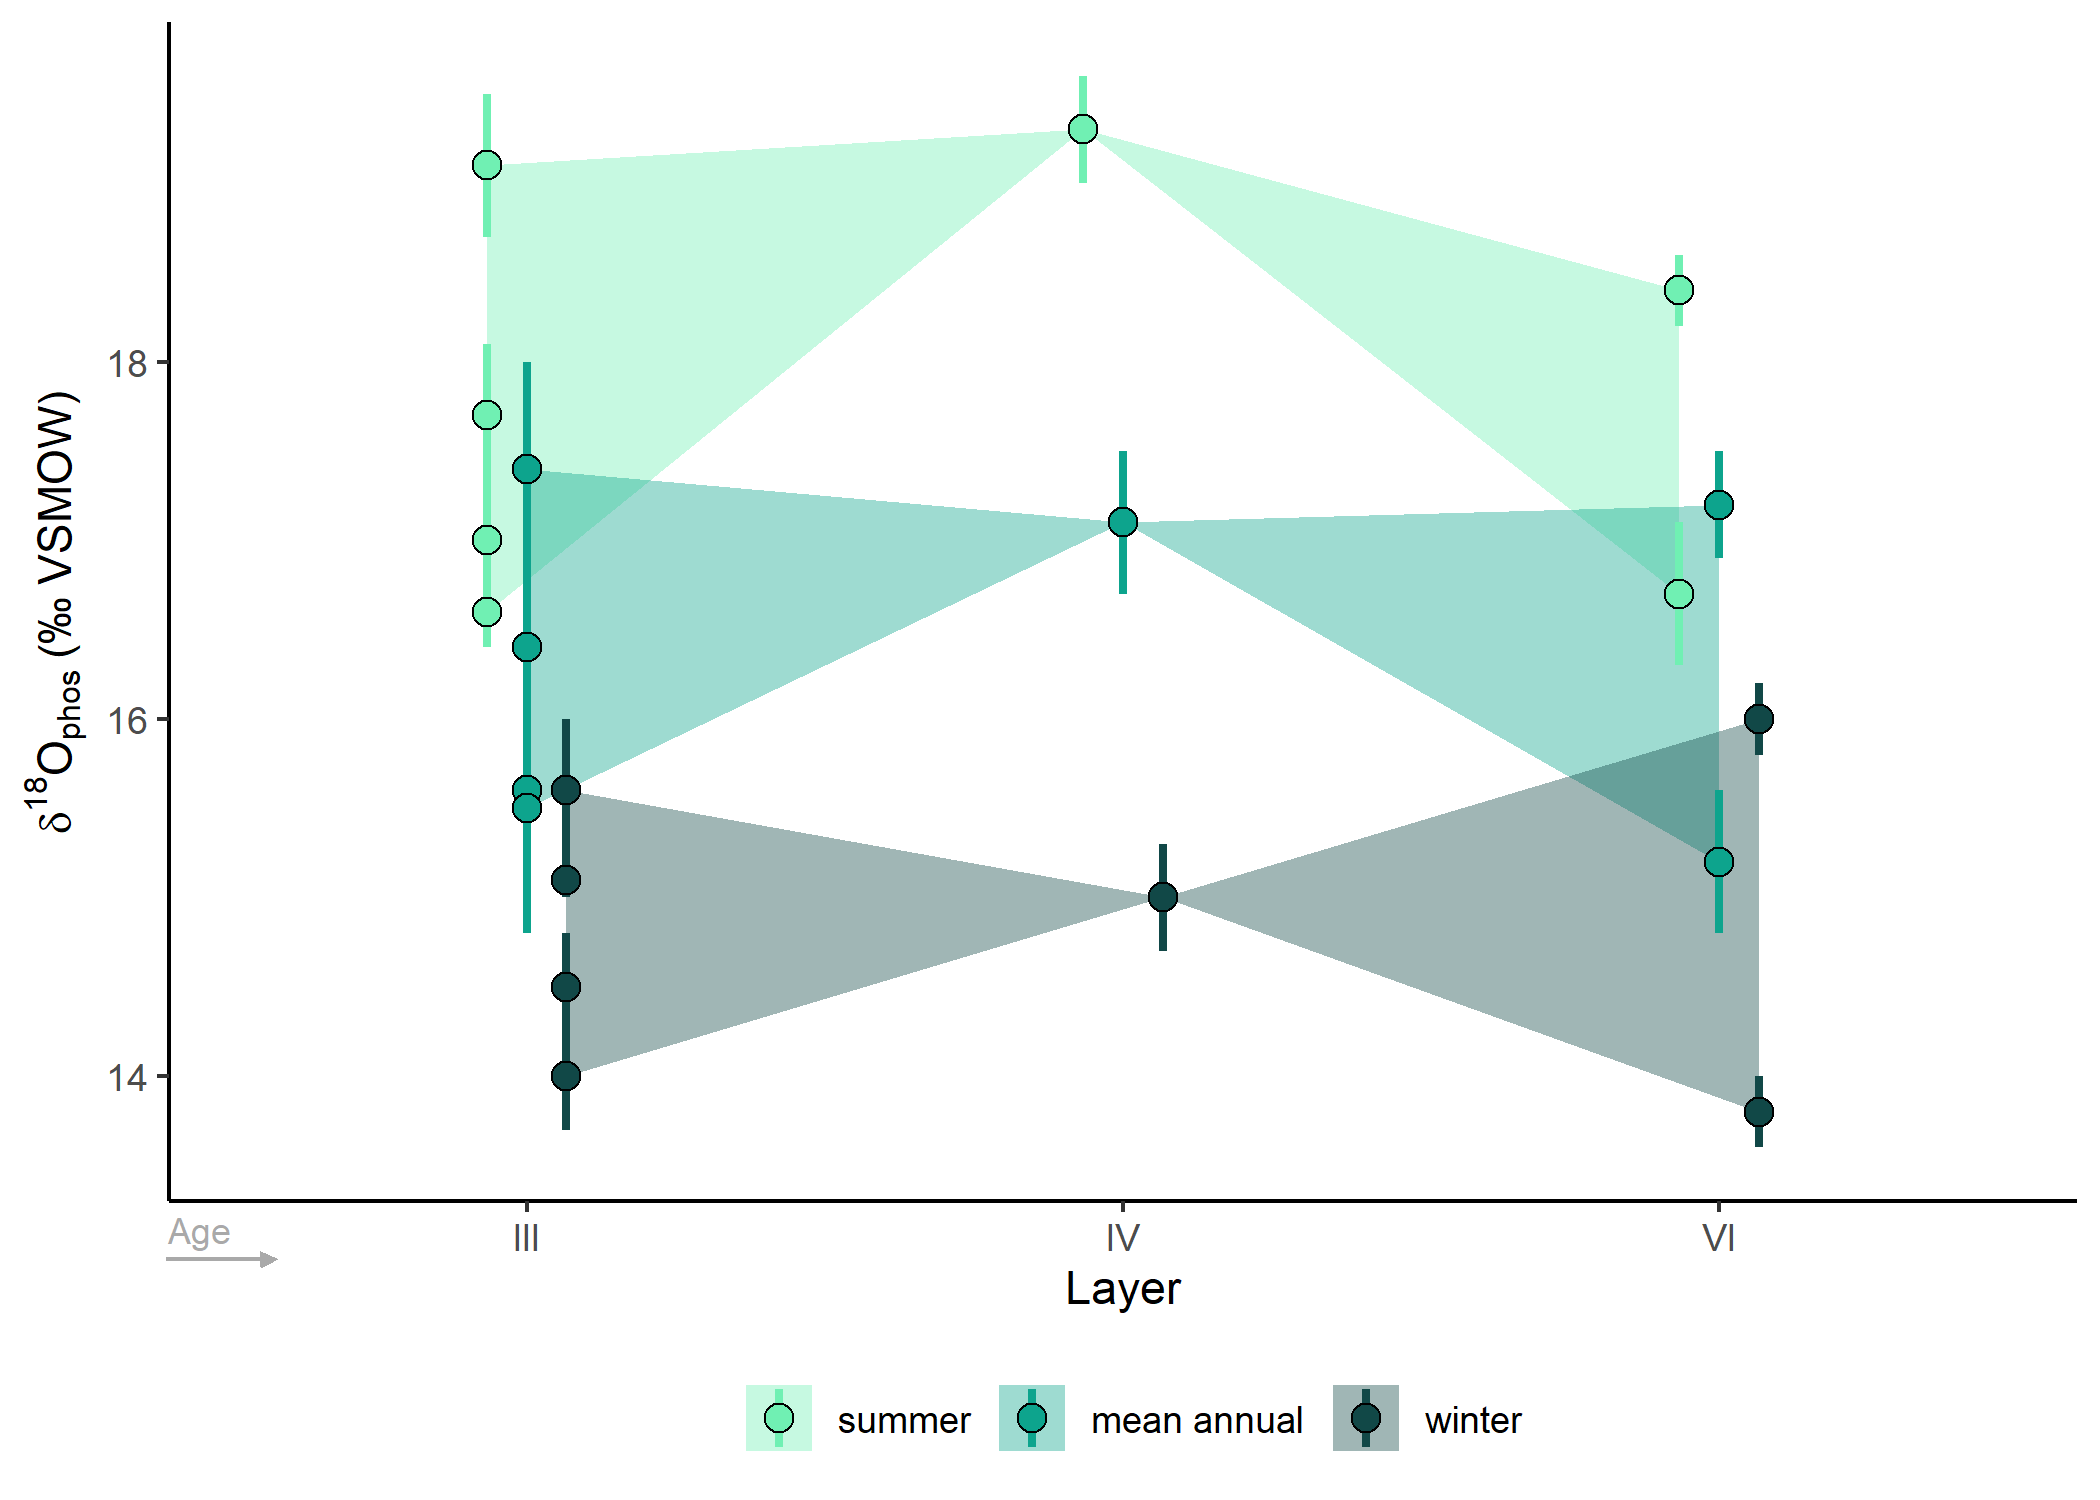 δ¹⁸Ophos (‰ VSMOW)
18
16
14
Age
III
IV
VI
Layer
summer
mean annual
winter